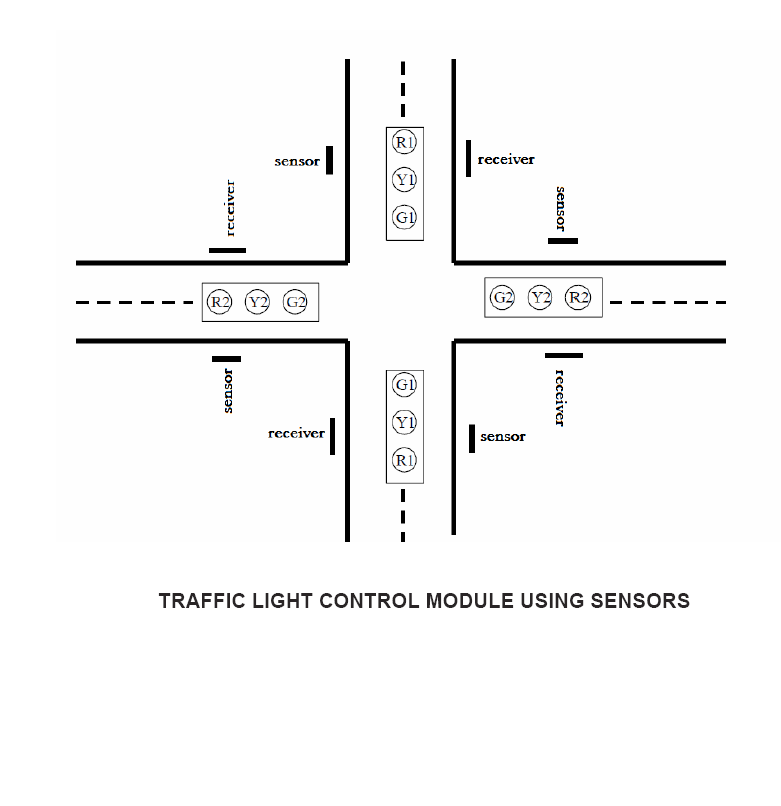 R1
sensor
receiver
Y1
receiver
sensor
G1
R2 Y2 G2
G2 Y2 R2
sensor
receiver
G1
Y1
receiver
sensor
R1
TRAFFIC LIGHT CONTROL MODULE USING SENSORS